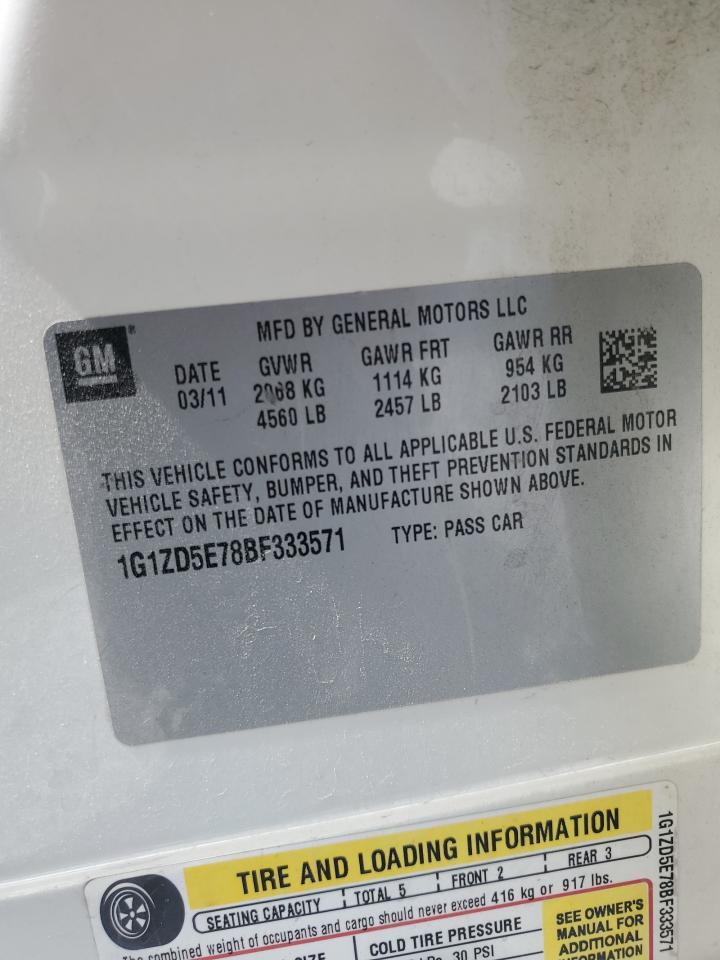 GM
MFD BY GENERAL MOTORS LLC
DATE GVWR GAWR FRT GAWR RR
03/11 2068 KG 1114 KG 954 KG
4560 LB 2457 LB 2103 LB
THIS VEHICLE CONFORMS TO ALL APPLICABLE U.S. FEDERAL MOTOR
VEHICLE SAFETY, BUMPER, AND THEFT PREVENTION STANDARDS IN
EFFECT ON THE DATE OF MANUFACTURE SHOWN ABOVE.
1G1ZD5E78BF333571 TYPE: PASS CAR
TIRE AND LOADING INFORMATION
SEATING CAPACITY TOTAL 5 FRONT 2 REAR 3
The combined weight of occupants and cargo should never exceed 416 kg or 917 lbs.
COLD TIRE PRESSURE
30 PSI
SEE OWNER'S
MANUAL FOR
ADDITIONAL
INFORMATION
1G1ZD5E78BF333571